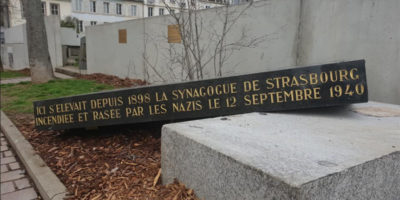 ICI S'ELEVAIT DEPUIS 1898 LA SYNAGOGUE DE STRASBOURG
INCENDIEE ET RASEE PAR LES NAZIS LE 12 SEPTEMBRE 1940